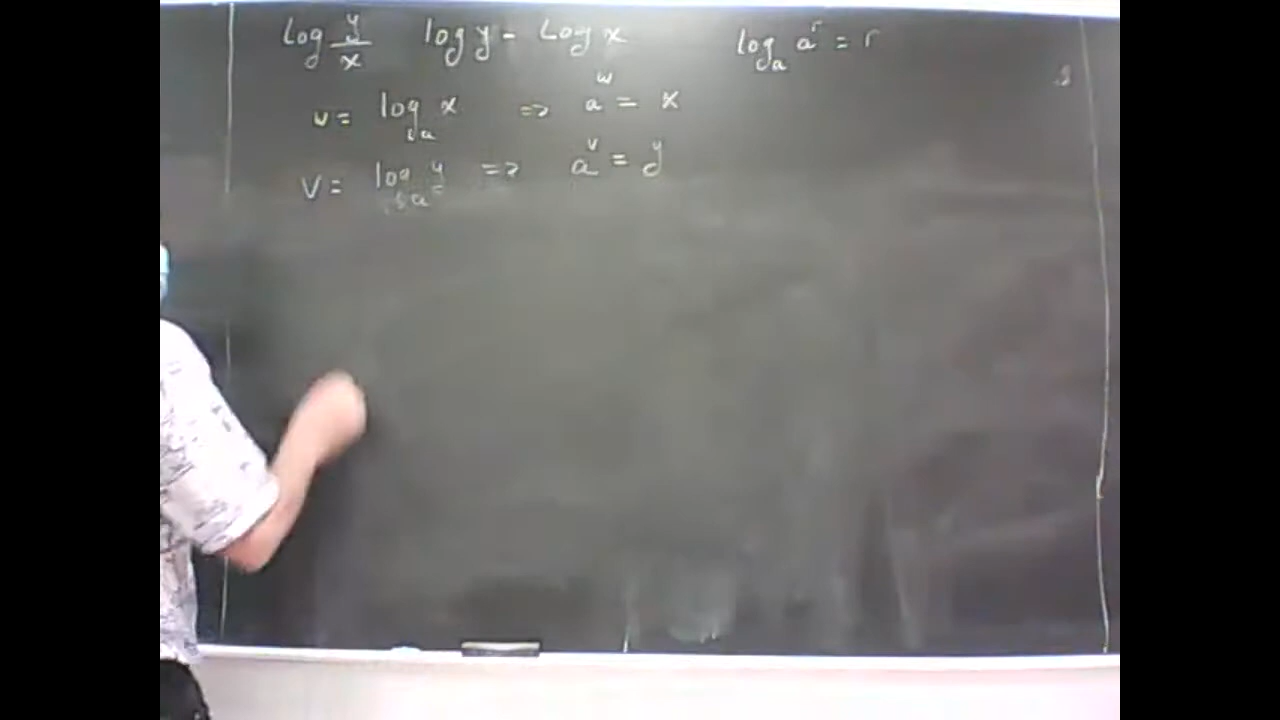 log y/x log y - log x log_a a^r = r
w = log_a x => a^w = x
v = log_a y => a^v = y